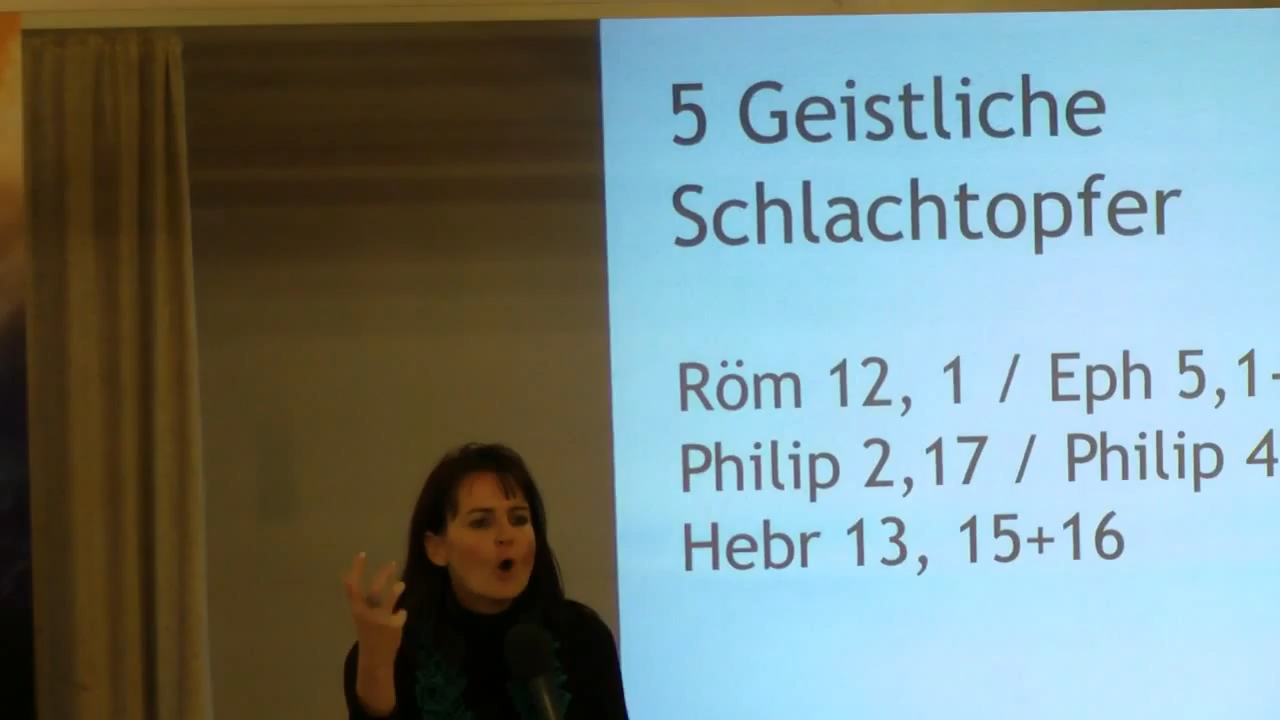 5 Geistliche
Schlachtopfer
Röm 12, 1 / Eph 5,1-
Philip 2,17 / Philip 4
Hebr 13, 15+16